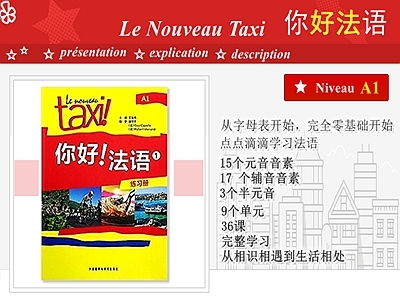 Le Nouveau Taxi 你好法语
présentation explication description
Niveau A1
Le nouveau
taxi!
A1
你好!法语 1
练习册
从字母表开始，完全零基础开始
点点滴滴学习法语
15个元音音素
17 个辅音音素
3个半元音
9个单元
36课
完整学习
从相识相遇到生活相处